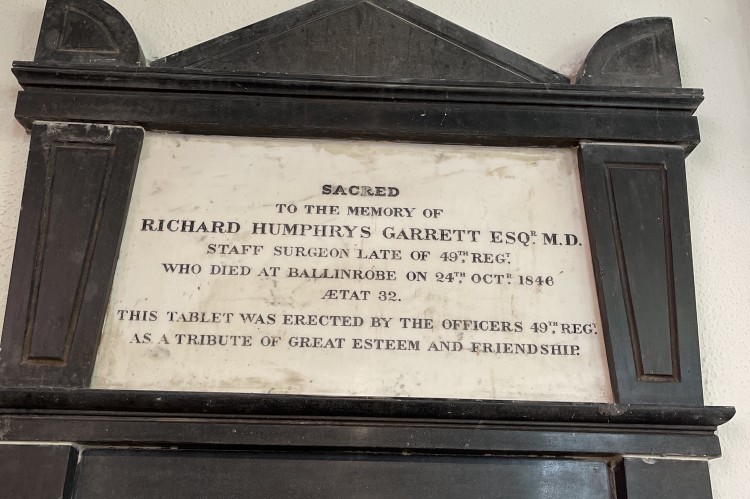 SACRED
TO THE MEMORY OF
RICHARD HUMPHRYS GARRETT ESQR. M.D.
STAFF SURGEON LATE OF 49TH REGT.
WHO DIED AT BALLINROBE ON 24TH OCTR. 1846
ÆTAT 32.
THIS TABLET WAS ERECTED BY THE OFFICERS 49TH REGT.
AS A TRIBUTE OF GREAT ESTEEM AND FRIENDSHIP.